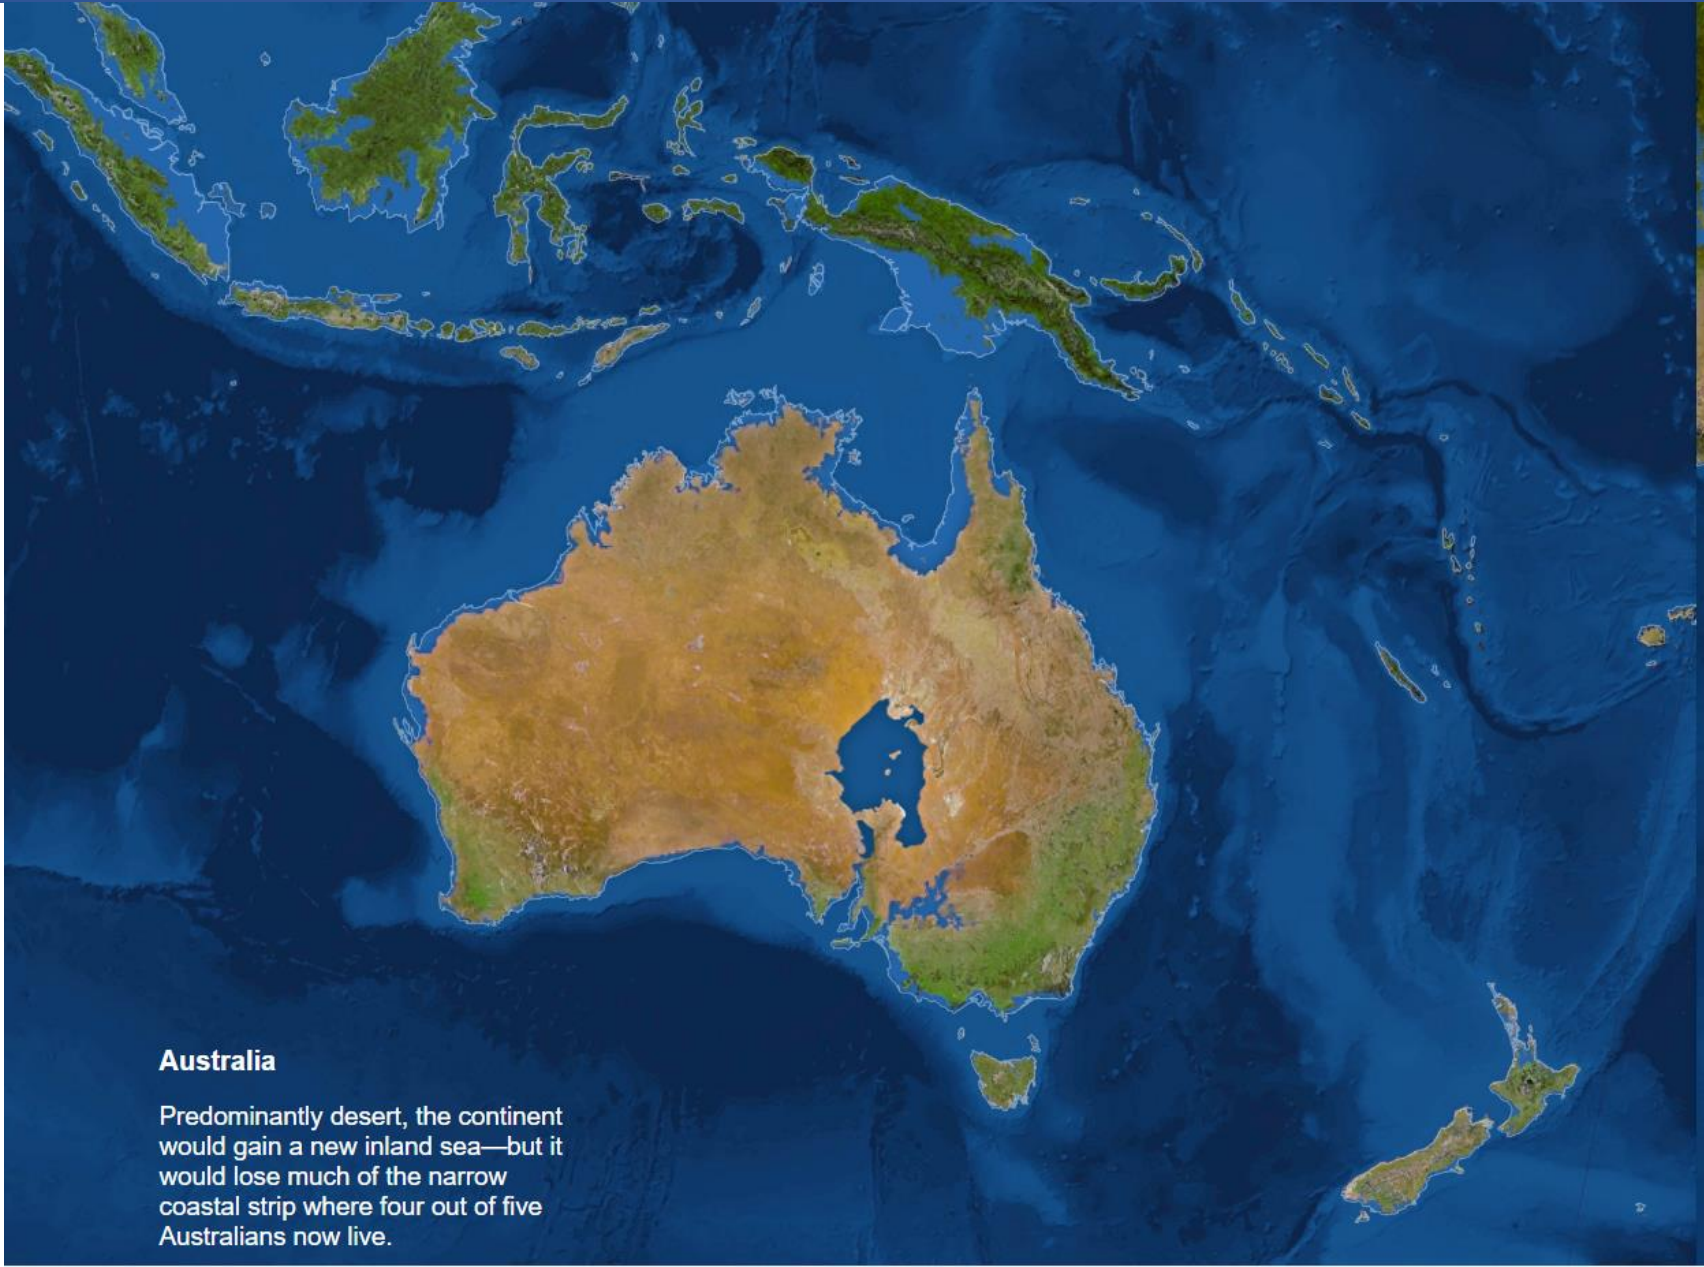 Australia
Predominantly desert, the continent
would gain a new inland sea—but it
would lose much of the narrow
coastal strip where four out of five
Australians now live.